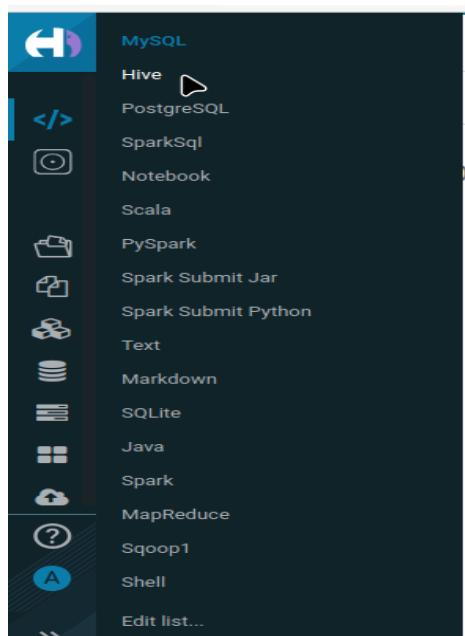 MySQL
Hive
PostgreSQL
</>
SparkSql
Notebook
Scala
PySpark
Spark Submit Jar
Spark Submit Python
Text
Markdown
SQLite
Java
Spark
MapReduce
?
Sqoop1
A
Shell
Edit list...